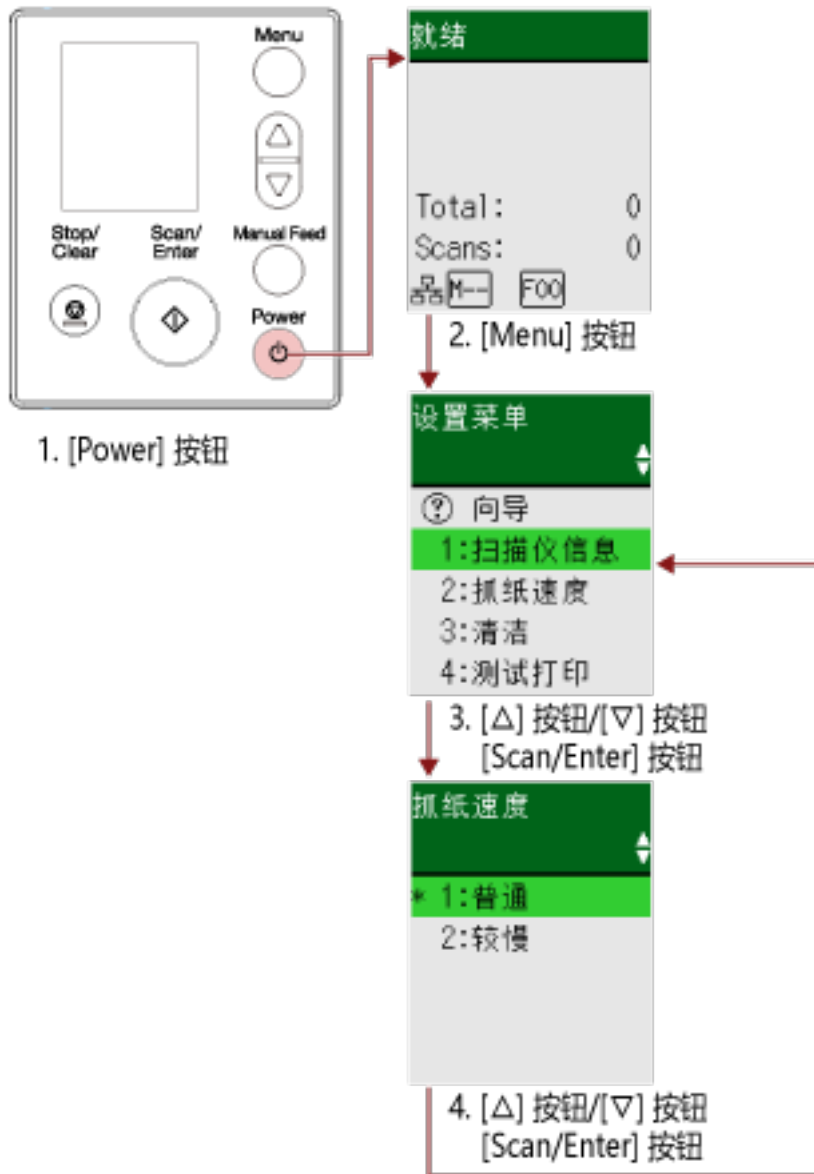 Menu
Stop/
Clear
Scan/
Enter
Manual Feed
Power
1. [Power] 按钮
就绪
Total: 0
Scans: 0
M-- F00
2. [Menu] 按钮
设置菜单
? 向导
1:扫描仪信息
2:抓纸速度
3:清洁
4:测试打印
3. [△] 按钮/[▽] 按钮
[Scan/Enter] 按钮
抓纸速度
* 1:普通
2:较慢
4. [△] 按钮/[▽] 按钮
[Scan/Enter] 按钮